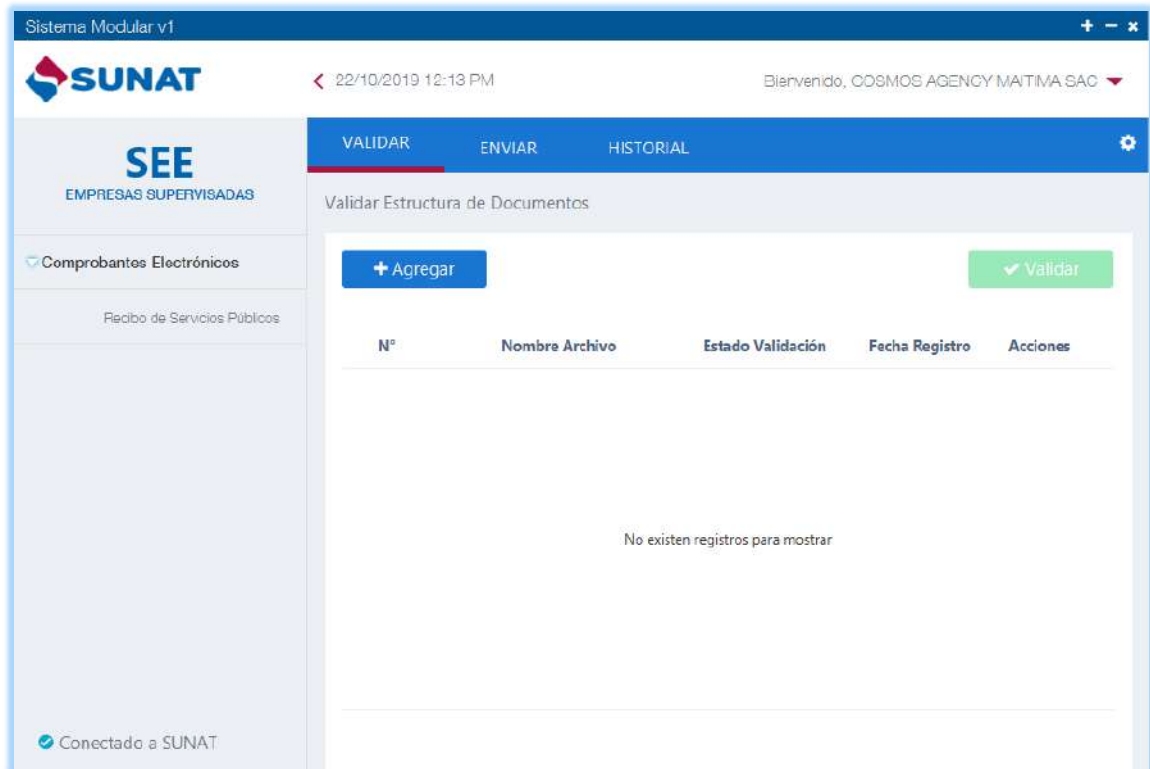 Sistema Modular v1
SUNAT
22/10/2019 12:13 PM
Bienvenido, COSMOS AGENCY MAITIMA SAC
SEE
EMPRESAS SUPERVISADAS
VALIDAR
ENVIAR
HISTORIAL
Validar Estructura de Documentos
Comprobantes Electrónicos
Recibo de Servicios Públicos
Agregar
Validar
N° Nombre Archivo Estado Validación Fecha Registro Acciones
No existen registros para mostrar
Conectado a SUNAT